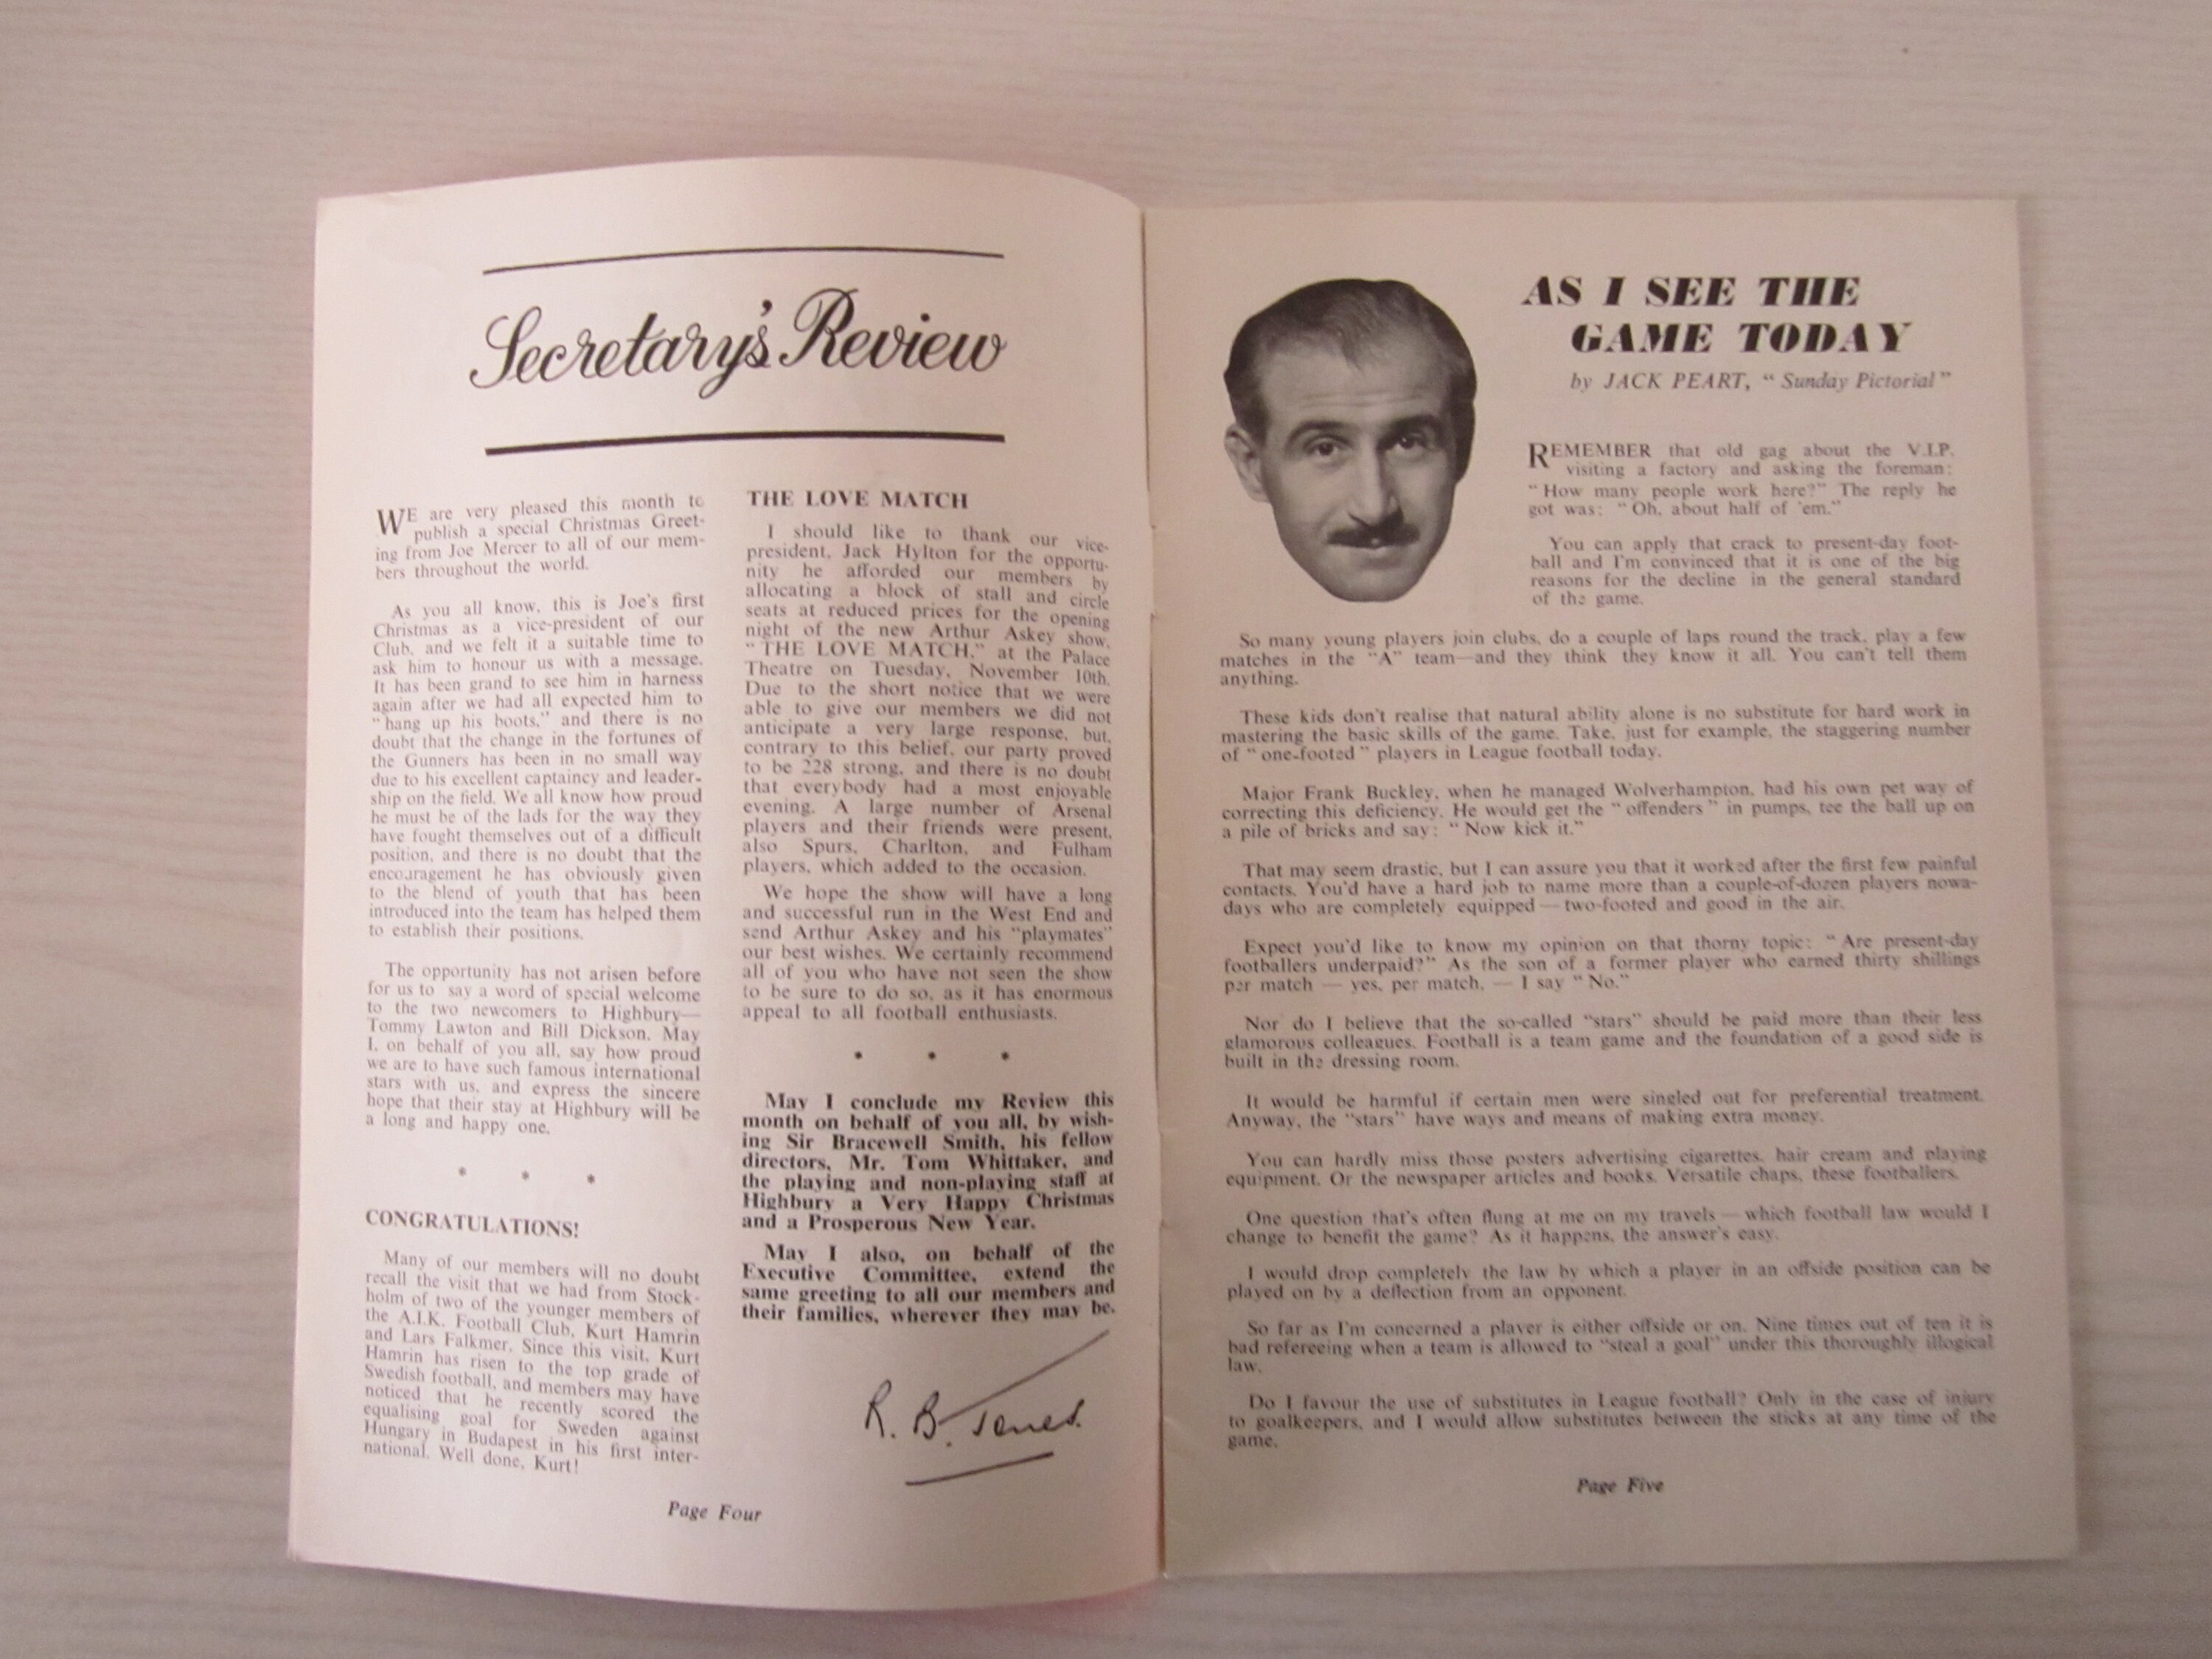 Secretary's Review
WE are very pleased this month to
publish a special Christmas Greet-
ing from Joe Mercer to all of our mem-
bers throughout the world.
As you all know, this is Joe's first
Christmas as a vice-president of our
Club, and we felt it a suitable time to
ask him to honour us with a message.
It has been grand to see him in harness
again after we had all expected him to
"hang up his boots," and there is no
doubt that the change in the fortunes of
the Gunners has been in no small way
due to his excellent captaincy and leader-
ship on the field. We all know how proud
he must be of the lads for the way they
have fought themselves out of a difficult
position, and there is no doubt that the
encouragement he has obviously given
to the blend of youth that has been
introduced into the team has helped them
to establish their positions.
The opportunity has not arisen before
for us to say a word of special welcome
to the two newcomers to Highbury—
Tommy Lawton and Bill Dickson. May
I, on behalf of you all, say how proud
we are to have such famous international
stars with us, and express the sincere
hope that their stay at Highbury will be
a long and happy one.
* * *
CONGRATULATIONS!
Many of our members will no doubt
recall the visit that we had from Stock-
holm of two of the younger members of
the A.I.K. Football Club, Kurt Hamrin
and Lars Falkmer. Since this visit, Kurt
Hamrin has risen to the top grade of
Swedish football, and members may have
noticed that he recently scored the
equalising goal for Sweden against
Hungary in Budapest in his first inter-
national. Well done, Kurt!
THE LOVE MATCH
I should like to thank our vice-
president, Jack Hylton for the opportu-
nity he afforded our members by
allocating a block of stall and circle
seats at reduced prices for the opening
night of the new Arthur Askey show,
"THE LOVE MATCH," at the Palace
Theatre on Tuesday, November 10th.
Due to the short notice that we were
able to give our members we did not
anticipate a very large response, but,
contrary to this belief, our party proved
to be 228 strong, and there is no doubt
that everybody had a most enjoyable
evening. A large number of Arsenal
players and their friends were present,
also Spurs, Charlton, and Fulham
players, which added to the occasion.
We hope the show will have a long
and successful run in the West End and
send Arthur Askey and his "playmates"
our best wishes. We certainly recommend
all of you who have not seen the show
to be sure to do so, as it has enormous
appeal to all football enthusiasts.
* * *
May I conclude my Review this
month on behalf of you all, by wish-
ing Sir Bracewell Smith, his fellow
directors, Mr. Tom Whittaker, and
the playing and non-playing staff at
Highbury a Very Happy Christmas
and a Prosperous New Year.
May I also, on behalf of the
Executive Committee, extend the
same greeting to all our members and
their families, wherever they may be.
R. B. Jones.
Page Four
AS I SEE THE
GAME TODAY
by JACK PEART, "Sunday Pictorial"
REMEMBER that old gag about the V.I.P.
visiting a factory and asking the foreman:
"How many people work here?" The reply he
got was: "Oh, about half of 'em."
You can apply that crack to present-day foot-
ball and I'm convinced that it is one of the big
reasons for the decline in the general standard
of the game.
So many young players join clubs, do a couple of laps round the track, play a few
matches in the "A" team—and they think they know it all. You can't tell them
anything.
These kids don't realise that natural ability alone is no substitute for hard work in
mastering the basic skills of the game. Take, just for example, the staggering number
of "one-footed" players in League football today.
Major Frank Buckley, when he managed Wolverhampton, had his own pet way of
correcting this deficiency. He would get the "offenders" in pumps, tee the ball up on
a pile of bricks and say: "Now kick it."
That may seem drastic, but I can assure you that it worked after the first few painful
contacts. You'd have a hard job to name more than a couple-of-dozen players nowa-
days who are completely equipped — two-footed and good in the air.
Expect you'd like to know my opinion on that thorny topic: "Are present-day
footballers underpaid?" As the son of a former player who earned thirty shillings
per match — yes, per match, — I say "No."
Nor do I believe that the so-called "stars" should be paid more than their less
glamorous colleagues. Football is a team game and the foundation of a good side is
built in the dressing room.
It would be harmful if certain men were singled out for preferential treatment.
Anyway, the "stars" have ways and means of making extra money.
You can hardly miss those posters advertising cigarettes, hair cream and playing
equipment. Or the newspaper articles and books. Versatile chaps, these footballers.
One question that's often flung at me on my travels — which football law would I
change to benefit the game? As it happens, the answer's easy.
I would drop completely the law by which a player in an offside position can be
played on by a deflection from an opponent.
So far as I'm concerned a player is either offside or on. Nine times out of ten it is
bad refereeing when a team is allowed to "steal a goal" under this thoroughly illogical
law.
Do I favour the use of substitutes in League football? Only in the case of injury
to goalkeepers, and I would allow substitutes between the sticks at any time of the
game.
Page Five